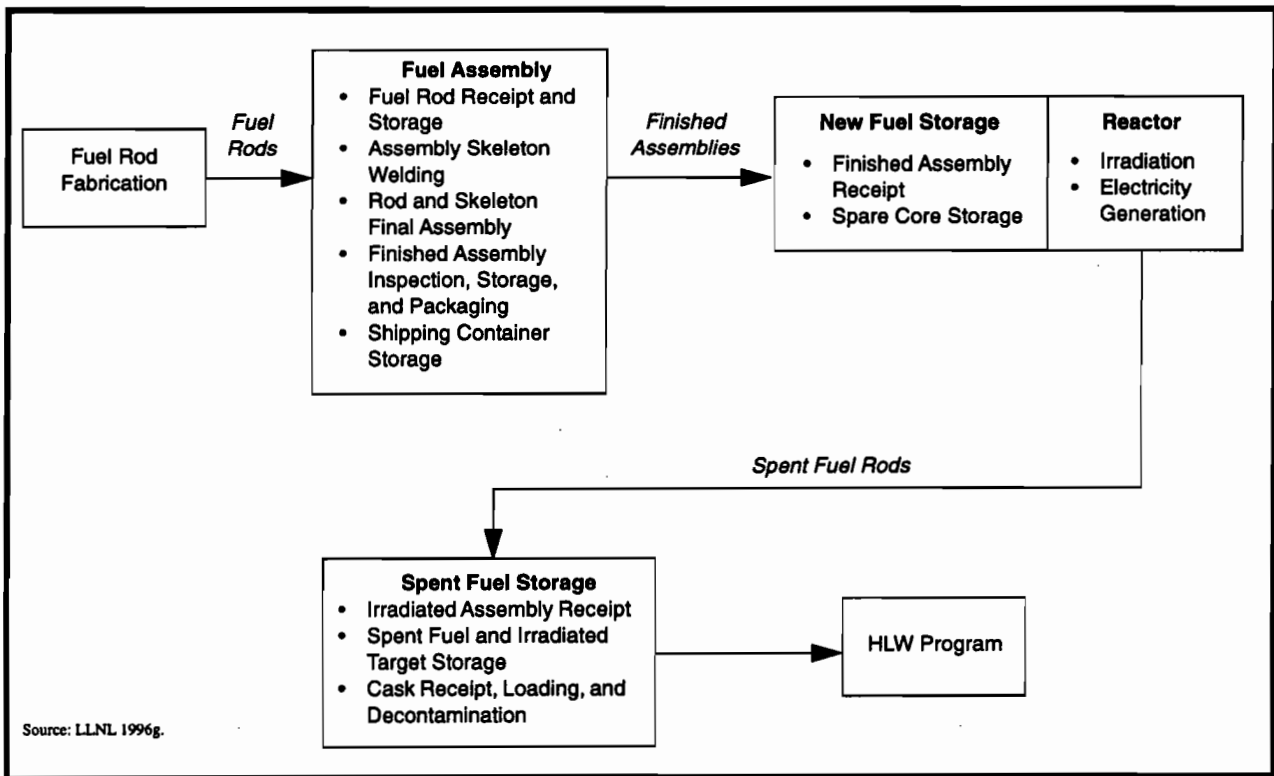 Fuel Rod
Fabrication
Fuel
Rods
Fuel Assembly
• Fuel Rod Receipt and
Storage
• Assembly Skeleton
Welding
• Rod and Skeleton
Final Assembly
• Finished Assembly
Inspection, Storage,
and Packaging
• Shipping Container
Storage
Finished
Assemblies
New Fuel Storage
• Finished Assembly
Receipt
• Spare Core Storage
Reactor
• Irradiation
• Electricity
Generation
Spent Fuel Rods
Spent Fuel Storage
• Irradiated Assembly Receipt
• Spent Fuel and Irradiated
Target Storage
• Cask Receipt, Loading, and
Decontamination
HLW Program
Source: LLNL 1996g.